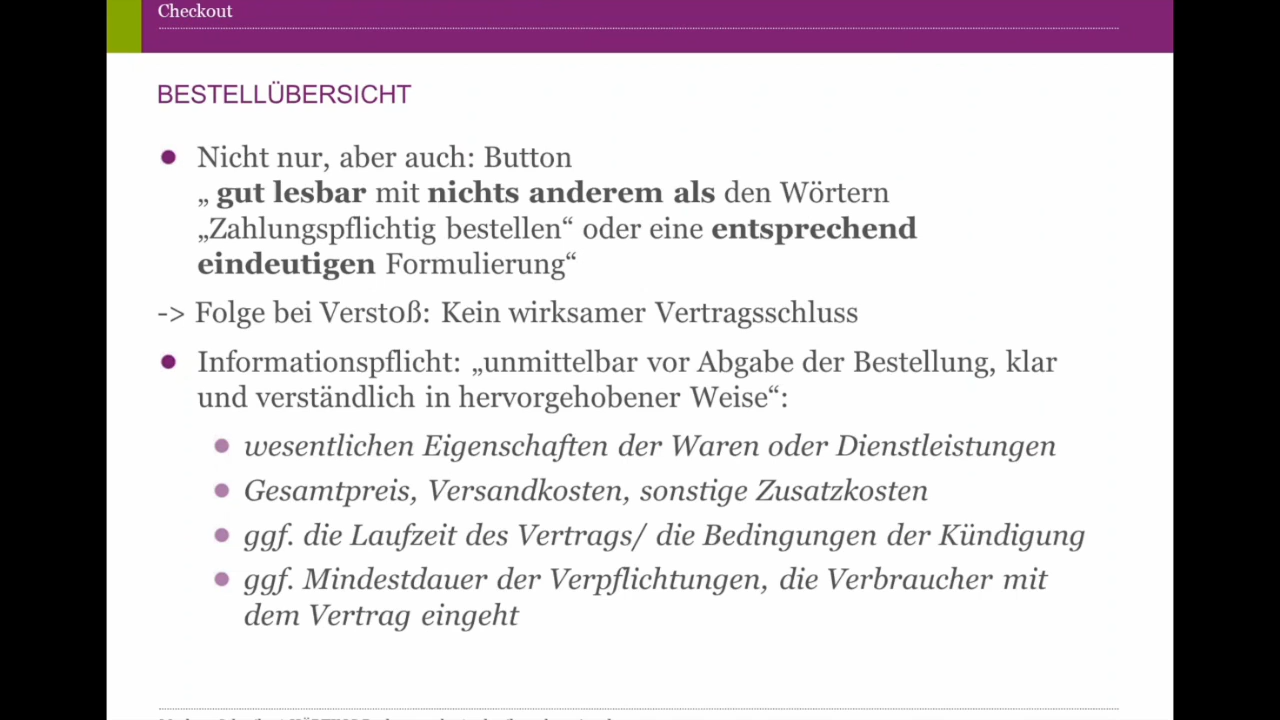 Checkout
BESTELLÜBERSICHT
Nicht nur, aber auch: Button
„ gut lesbar mit nichts anderem als den Wörtern
„Zahlungspflichtig bestellen“ oder eine entsprechend
eindeutigen Formulierung“
-> Folge bei Verstoß: Kein wirksamer Vertragsschluss
Informationspflicht: „unmittelbar vor Abgabe der Bestellung, klar
und verständlich in hervorgehobener Weise“:
wesentlichen Eigenschaften der Waren oder Dienstleistungen
Gesamtpreis, Versandkosten, sonstige Zusatzkosten
ggf. die Laufzeit des Vertrags/ die Bedingungen der Kündigung
ggf. Mindestdauer der Verpflichtungen, die Verbraucher mit
dem Vertrag eingeht